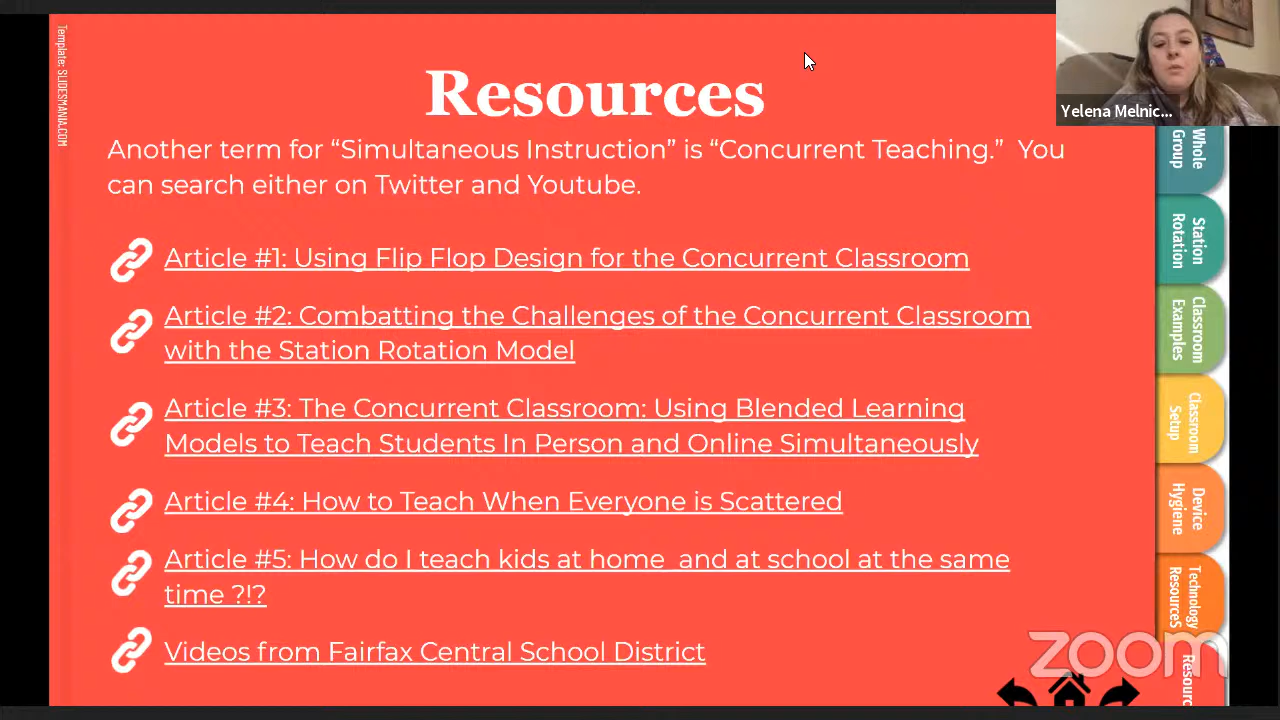 Template: SLIDESMANIA.COM
Resources
Another term for “Simultaneous Instruction” is “Concurrent Teaching.”  You
can search either on Twitter and Youtube.
Article #1: Using Flip Flop Design for the Concurrent Classroom
Article #2: Combatting the Challenges of the Concurrent Classroom
with the Station Rotation Model
Article #3: The Concurrent Classroom: Using Blended Learning
Models to Teach Students In Person and Online Simultaneously
Article #4: How to Teach When Everyone is Scattered
Article #5: How do I teach kids at home  and at school at the same
time ?!?
Videos from Fairfax Central School District
Yelena Melnic...
Whole
Group
Station
Rotation
Classroom
Examples
Classroom
Setup
Device
Hygiene
Technology
ResourceS
Resourc
zoom